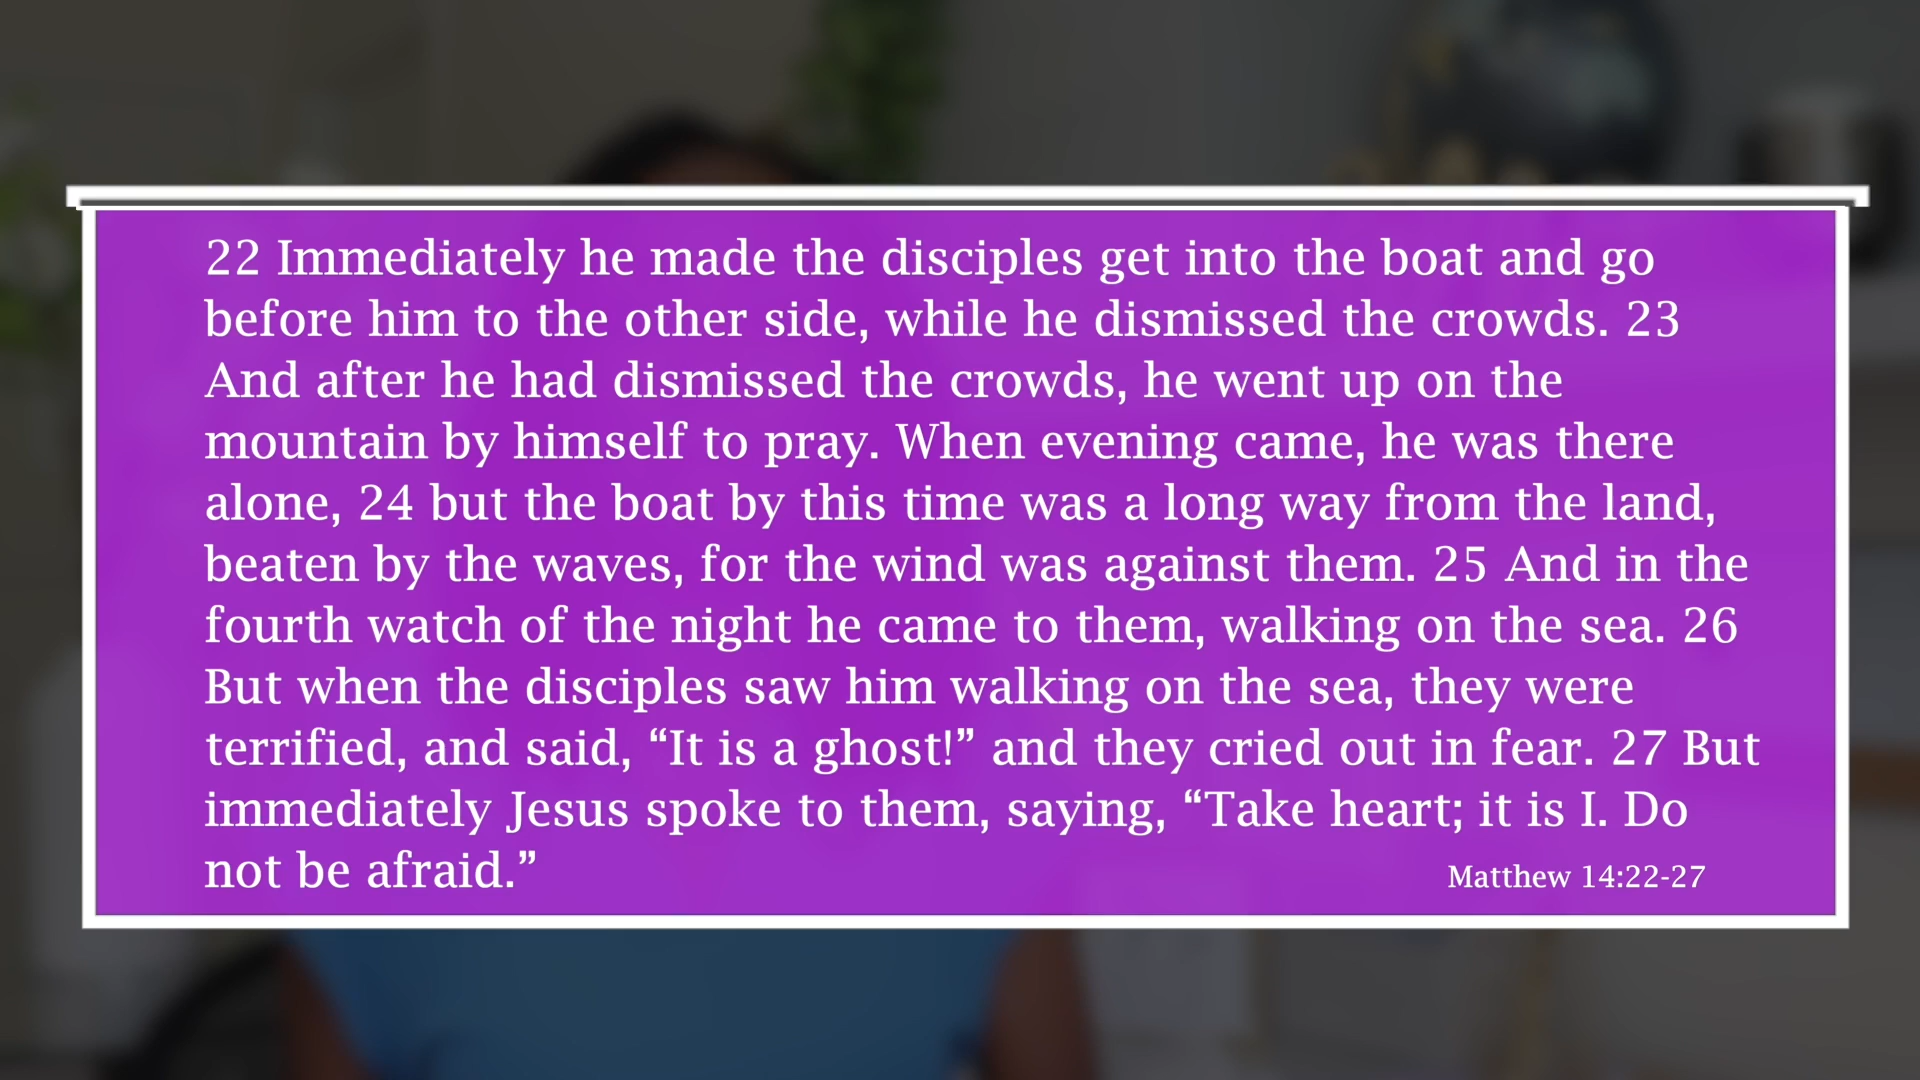 22 Immediately he made the disciples get into the boat and go
before him to the other side, while he dismissed the crowds. 23
And after he had dismissed the crowds, he went up on the
mountain by himself to pray. When evening came, he was there
alone, 24 but the boat by this time was a long way from the land,
beaten by the waves, for the wind was against them. 25 And in the
fourth watch of the night he came to them, walking on the sea. 26
But when the disciples saw him walking on the sea, they were
terrified, and said, “It is a ghost!” and they cried out in fear. 27 But
immediately Jesus spoke to them, saying, “Take heart; it is I. Do
not be afraid.”
Matthew 14:22-27